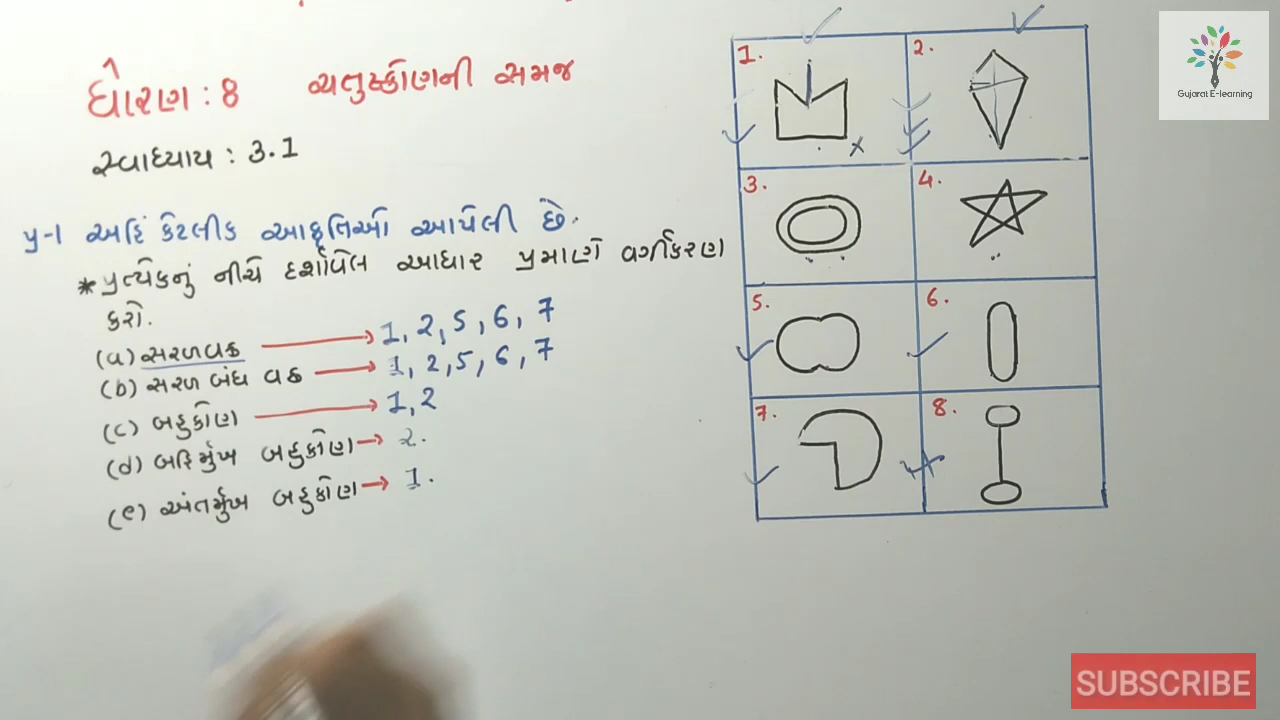 ધોરણ : 8 ચતુષ્કોણની સમજ
સ્વાધ્યાય : 3.1
પ્ર-1 અહિં કેટલીક આકૃતિઓ આપેલી છે.
* પ્રત્યેકનું નીચે દર્શાવેલ આધાર પ્રમાણે વર્ગીકરણ
કરો.
(a) સરળવક્ર → 1, 2, 5, 6, 7
(b) સરળ બંધ વક્ર → 1, 2, 5, 6, 7
(c) બહુકોણ → 1, 2
(d) બહિર્મુખ બહુકોણ → 2.
(e) અંતર્મુખ બહુકોણ → 1.
1. 2.
3. 4.
5. 6.
7. 8.
Gujarat E-learning
SUBSCRIBE